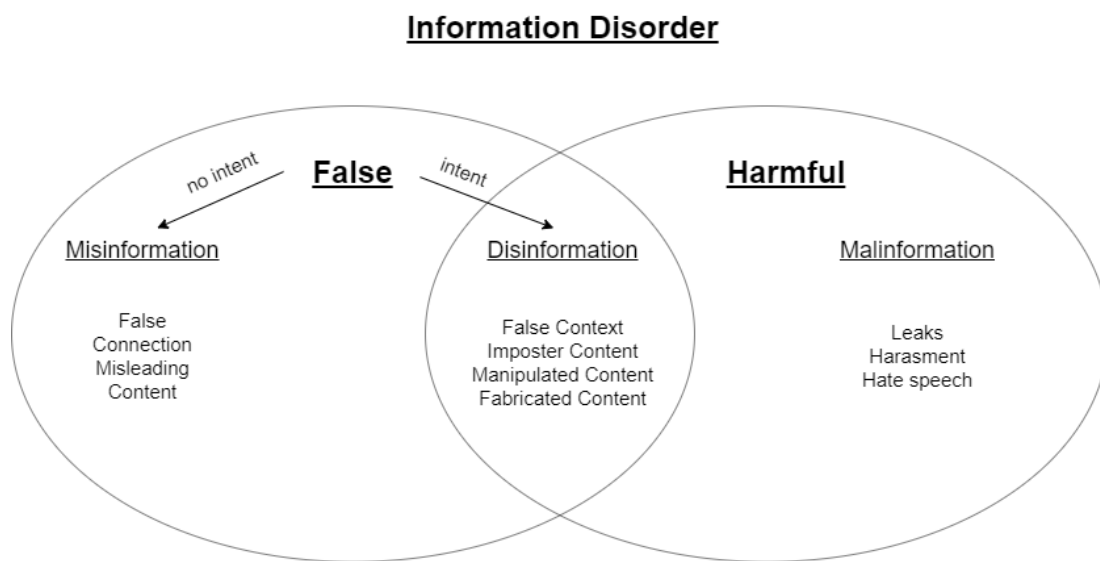 Information Disorder
no intent
False
intent
Harmful
Misinformation
Disinformation
Malinformation
False
Connection
Misleading
Content
False Context
Imposter Content
Manipulated Content
Fabricated Content
Leaks
Harasment
Hate speech